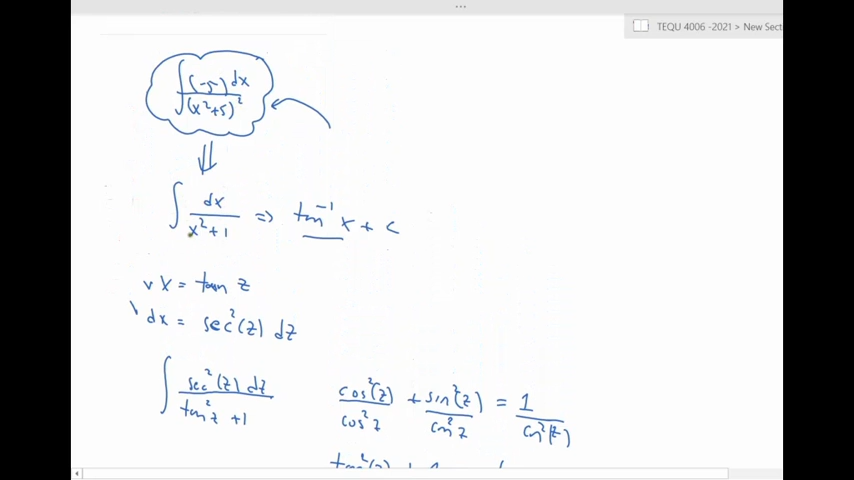 TEQU 4006 -2021 > New Sect
∫ (-5) dx / (x²+5)²
⇓
∫ dx / x²+1 => tan⁻¹ x + c
x = tan z
dx = sec²(z) dz
∫ sec²(z) dz / tan²z +1
cos²(z) / cos²z + sin²(z) / cos²z = 1 / cos²(z)